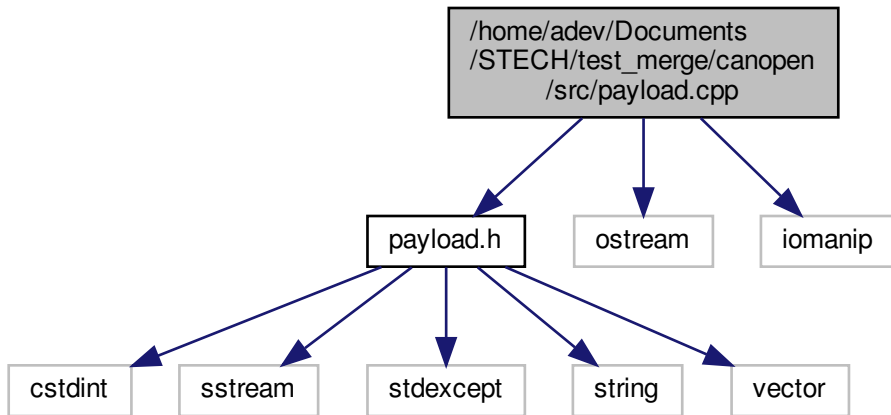 /home/adev/Documents
/STECH/test_merge/canopen
/src/payload.cpp
payload.h
ostream
iomanip
cstdint
sstream
stdexcept
string
vector